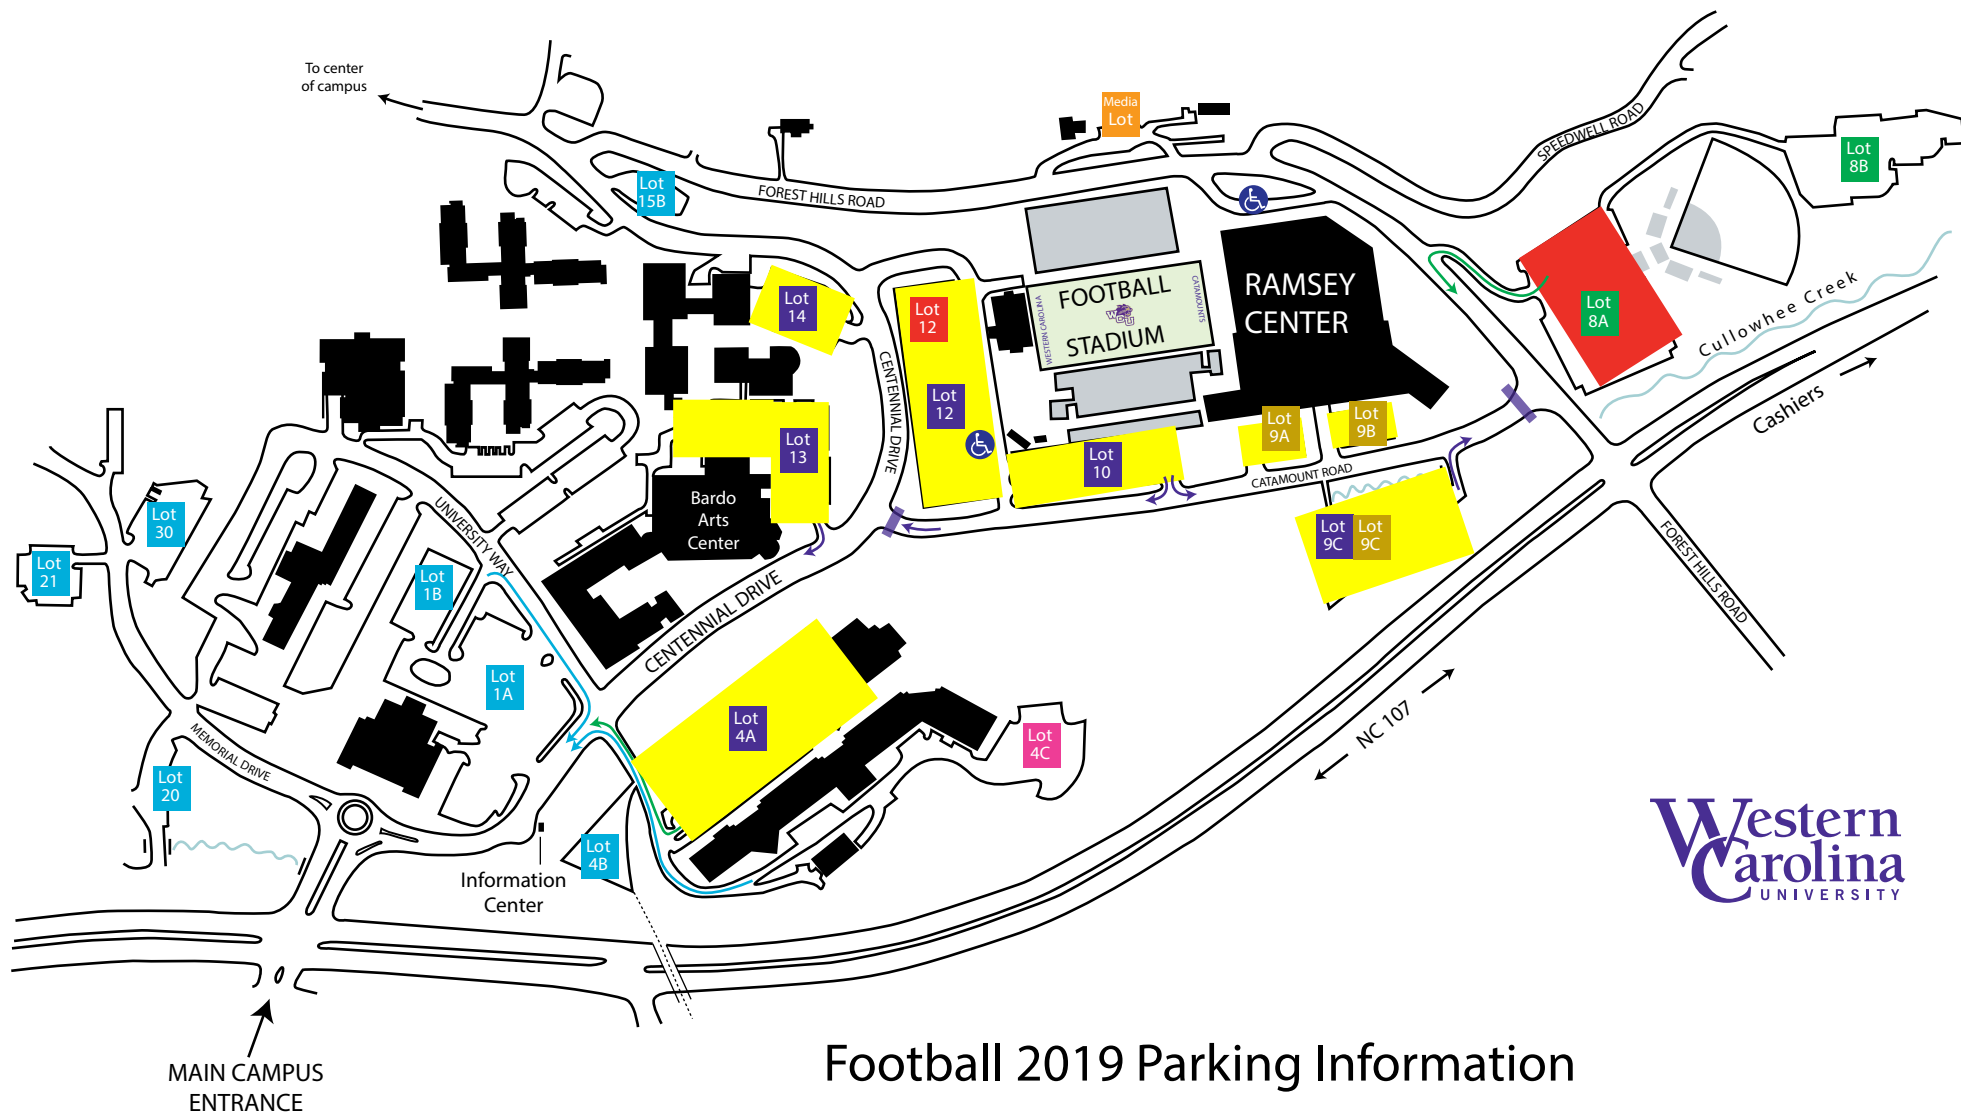 To center
of campus
Media
Lot
SPEEDWELL ROAD
Lot
8B
Lot
15B
FOREST HILLS ROAD
Lot
14
Lot
12
WESTERN CAROLINA
FOOTBALL
WCU
STADIUM
CATAMOUNTS
RAMSEY
CENTER
Lot
8A
Cullowhee Creek
Cashiers
CENTENNIAL DRIVE
Lot
12
Lot
13
Lot
10
Lot
9A
Lot
9B
CATAMOUNT ROAD
Lot
9C
Lot
9C
FOREST HILLS ROAD
Bardo
Arts
Center
Lot
30
Lot
21
UNIVERSITY WAY
Lot
1B
CENTENNIAL DRIVE
Lot
1A
Lot
4A
Lot
4C
NC 107
MEMORIAL DRIVE
Lot
20
Lot
4B
Information
Center
Western
Carolina
UNIVERSITY
MAIN CAMPUS
ENTRANCE
Football 2019 Parking Information